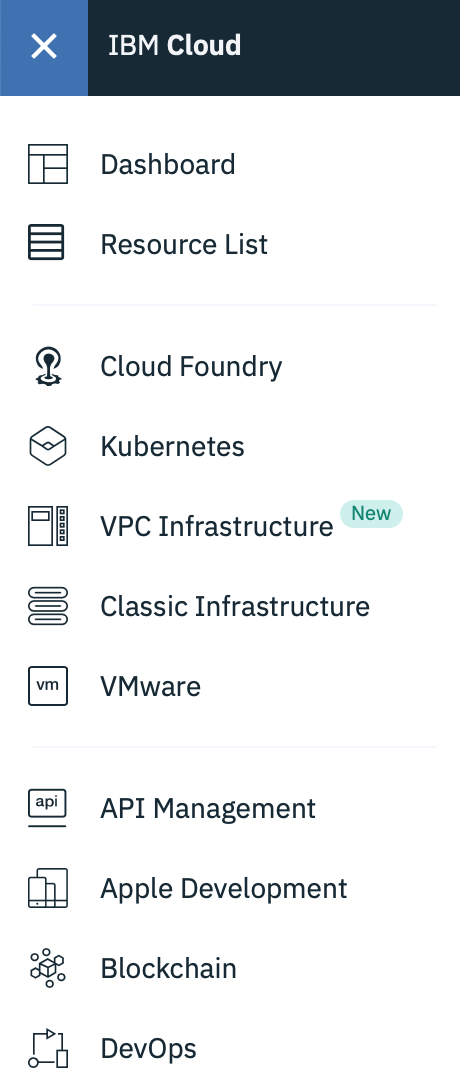 IBM Cloud
Dashboard
Resource List
Cloud Foundry
Kubernetes
VPC Infrastructure New
Classic Infrastructure
vm VMware
api API Management
Apple Development
Blockchain
DevOps